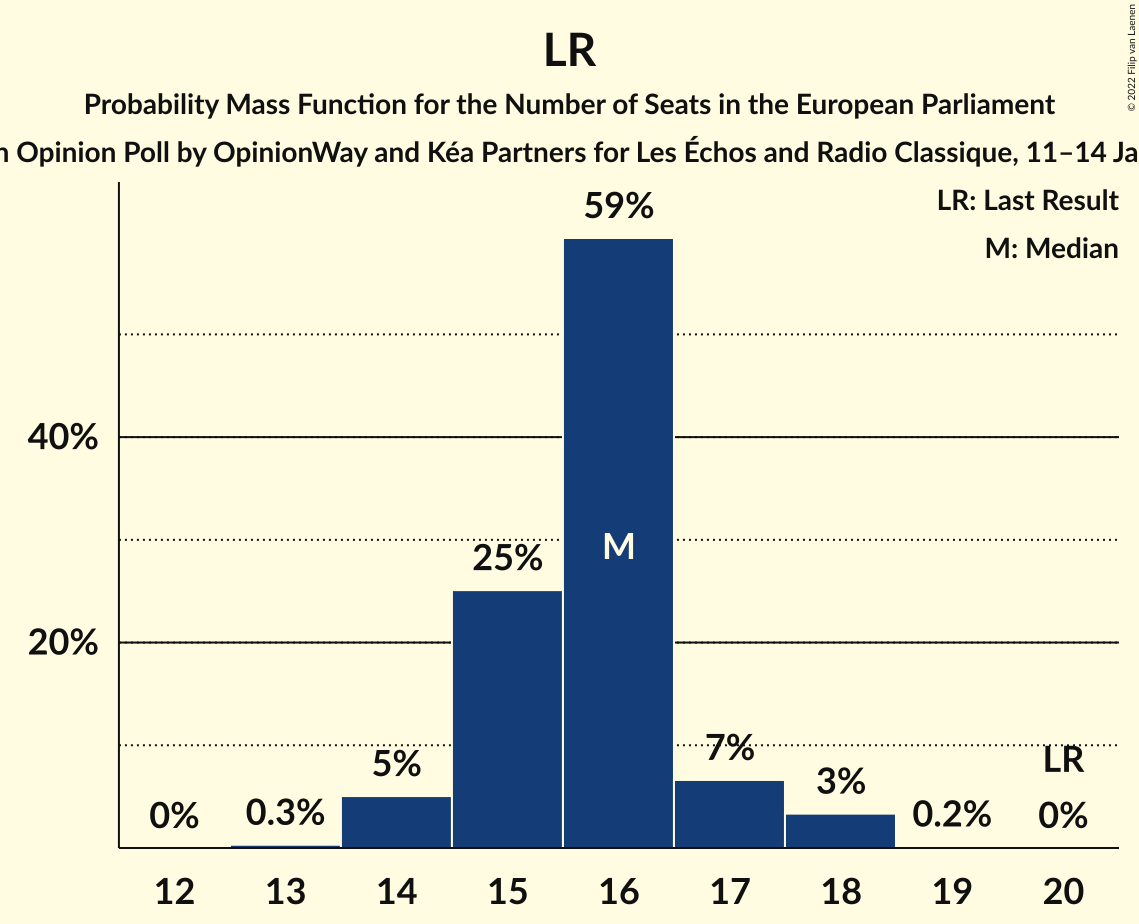 LR
Probability Mass Function for the Number of Seats in the European Parliament
Opinion Poll by OpinionWay and Kéa Partners for Les Échos and Radio Classique, 11–14
© 2022 Filip van Laenen
LR: Last Result
M: Median
59%
40%
M
25%
20%
7%
LR
5%
3%
0%
0.3%
0.2%
0%
12 13 14 15 16 17 18 19 20